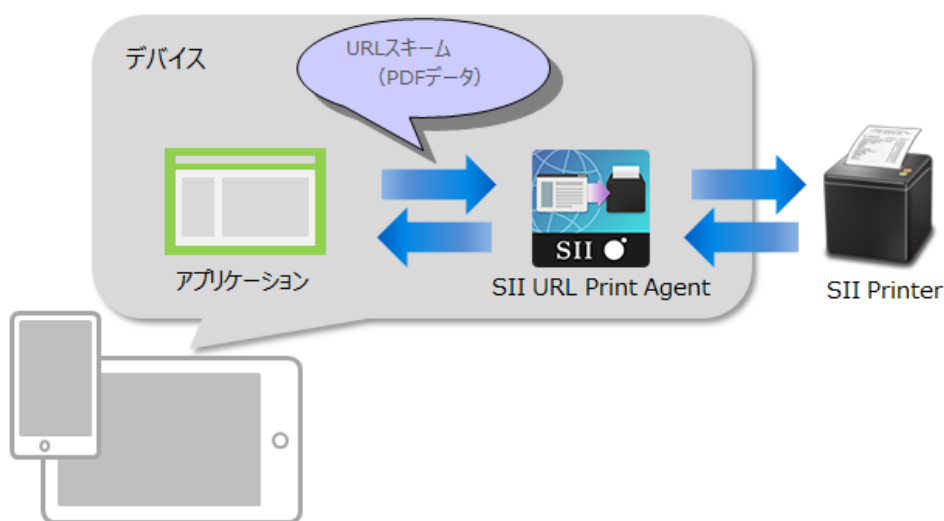 デバイス
URLスキーム
（PDFデータ）
SII
アプリケーション
SII URL Print Agent
SII Printer